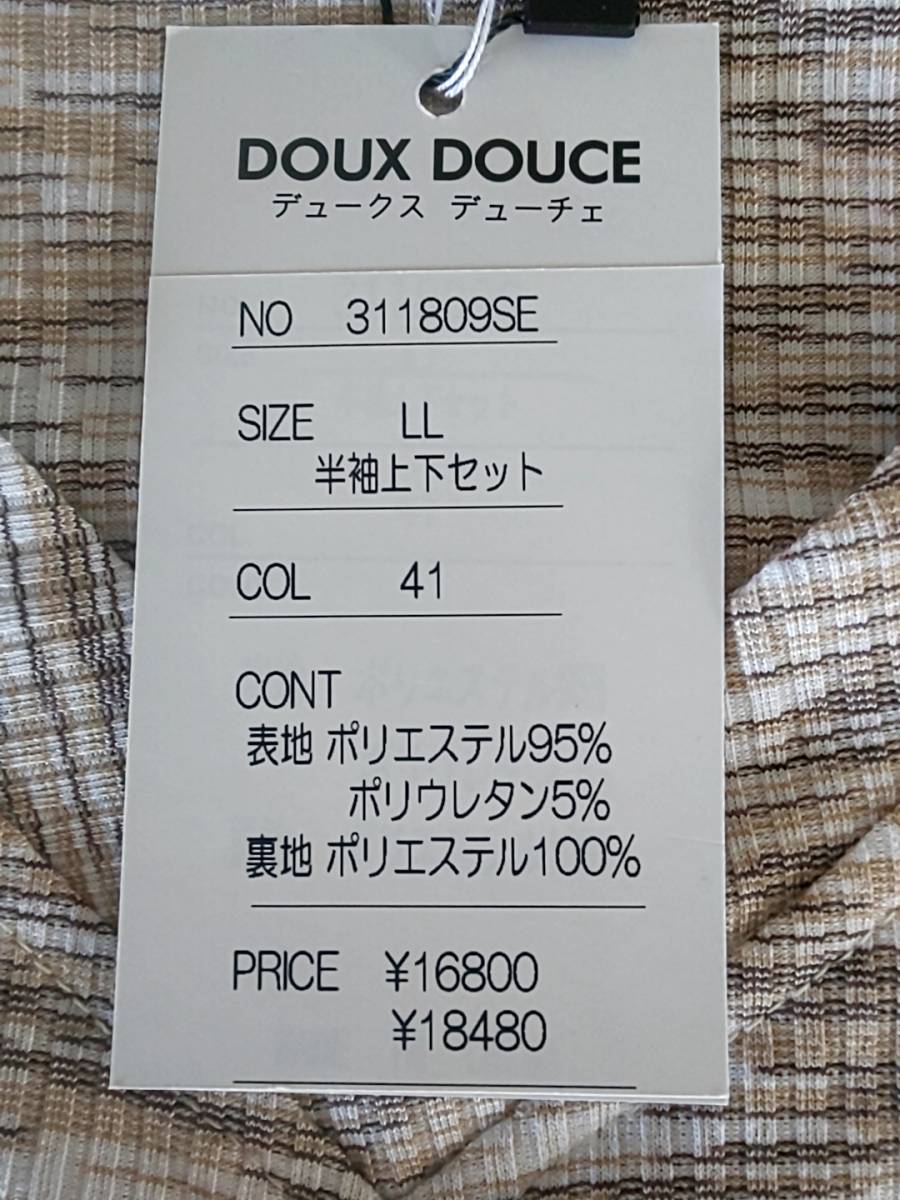 DOUX DOUCE
デュークス デューチェ
NO 311809SE
SIZE LL
半袖上下セット
COL 41
CONT
表地 ポリエステル95%
ポリウレタン5%
裏地 ポリエステル100%
PRICE ¥16800
¥18480